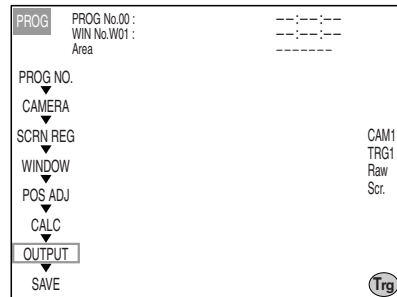 PROG
PROG No.00 : --:--:--
WIN No.W01 : --:--:--
Area -------
PROG NO.
CAMERA
SCRN REG
WINDOW
POS ADJ
CALC
OUTPUT
SAVE
CAM1
TRG1
Raw
Scr.
Trg